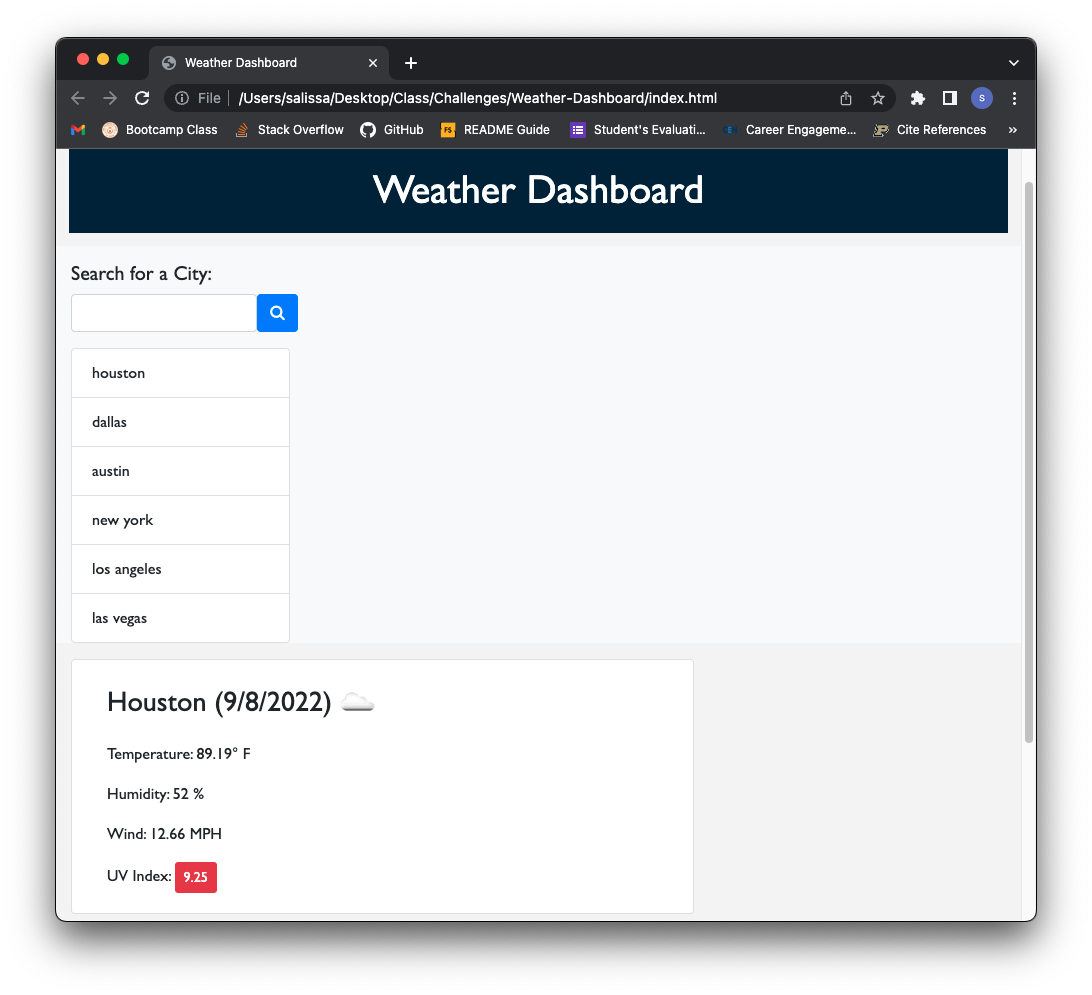 Weather Dashboard
File /Users/salissa/Desktop/Class/Challenges/Weather-Dashboard/index.html
S
Bootcamp Class Stack Overflow GitHub FS README Guide Student's Evaluati... Career Engageme... Cite References »
Weather Dashboard
Search for a City:
houston
dallas
austin
new york
los angeles
las vegas
Houston (9/8/2022)
Temperature: 89.19° F
Humidity: 52 %
Wind: 12.66 MPH
UV Index: 9.25